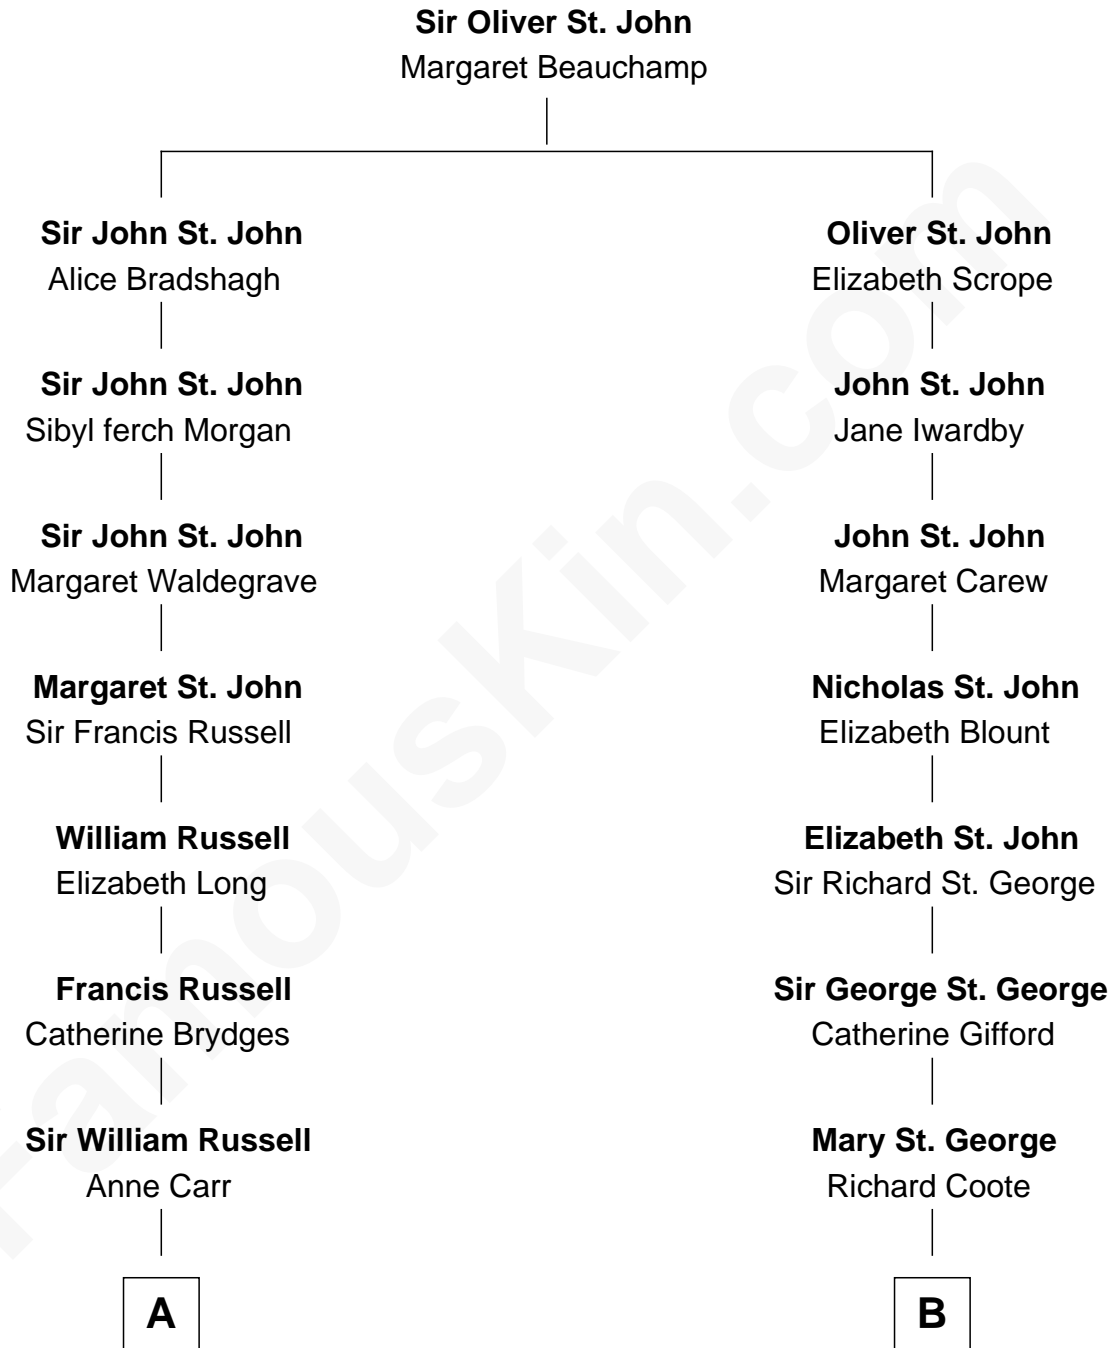 Sir Oliver St. John
Margaret Beauchamp
Sir John St. John
Alice Bradshagh
Oliver St. John
Elizabeth Scrope
Sir John St. John
Sibyl ferch Morgan
John St. John
Jane Iwardby
Sir John St. John
Margaret Waldegrave
John St. John
Margaret Carew
Margaret St. John
Sir Francis Russell
Nicholas St. John
Elizabeth Blount
William Russell
Elizabeth Long
Elizabeth St. John
Sir Richard St. George
Francis Russell
Catherine Brydges
Sir George St. George
Catherine Gifford
Sir William Russell
Anne Carr
Mary St. George
Richard Coote
A
B
FamousKin.com